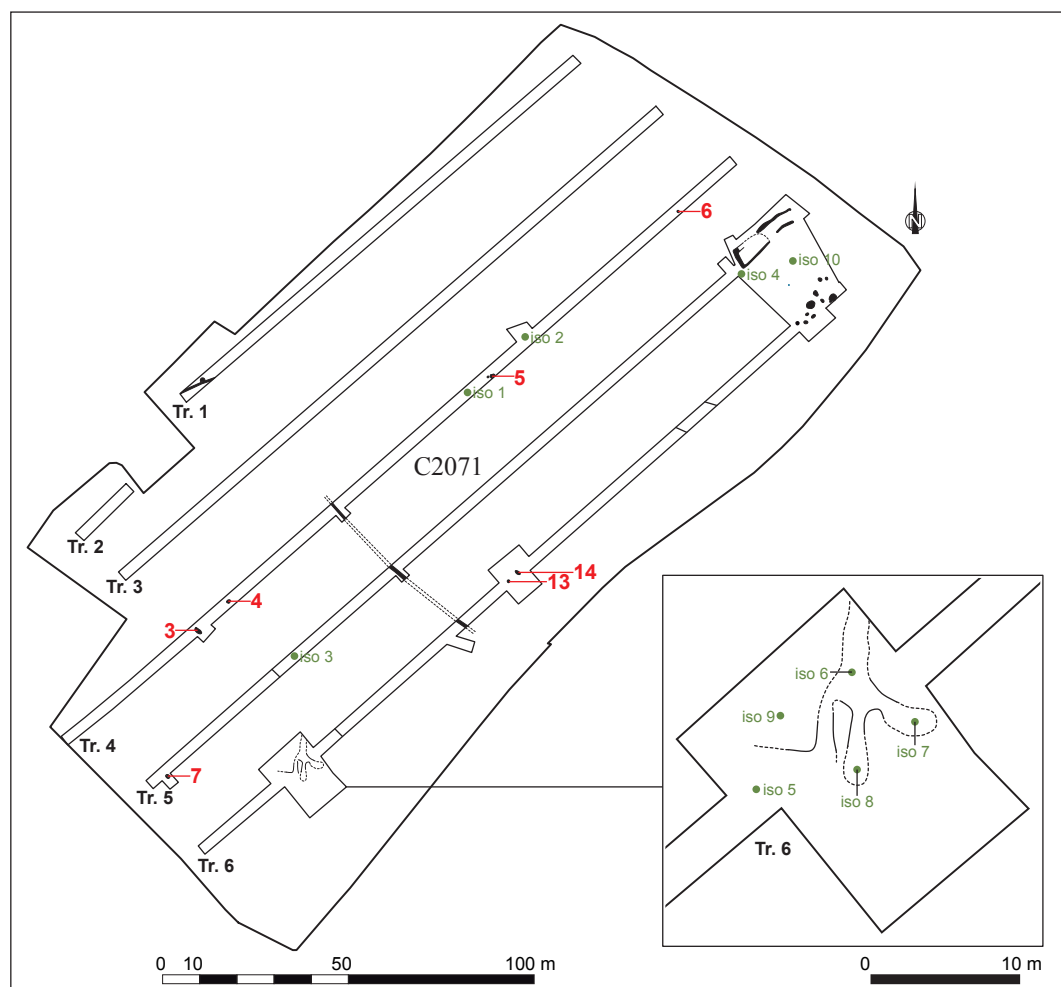 6
N
iso 10
iso 4
iso 2
5
iso 1
Tr. 1
C2071
Tr. 2
Tr. 3
14
13
4
3
iso 3
iso 6
iso 9
iso 7
Tr. 4
7
iso 5
iso 8
Tr. 5
Tr. 6
Tr. 6
0 10 50 100 m
0 10 m